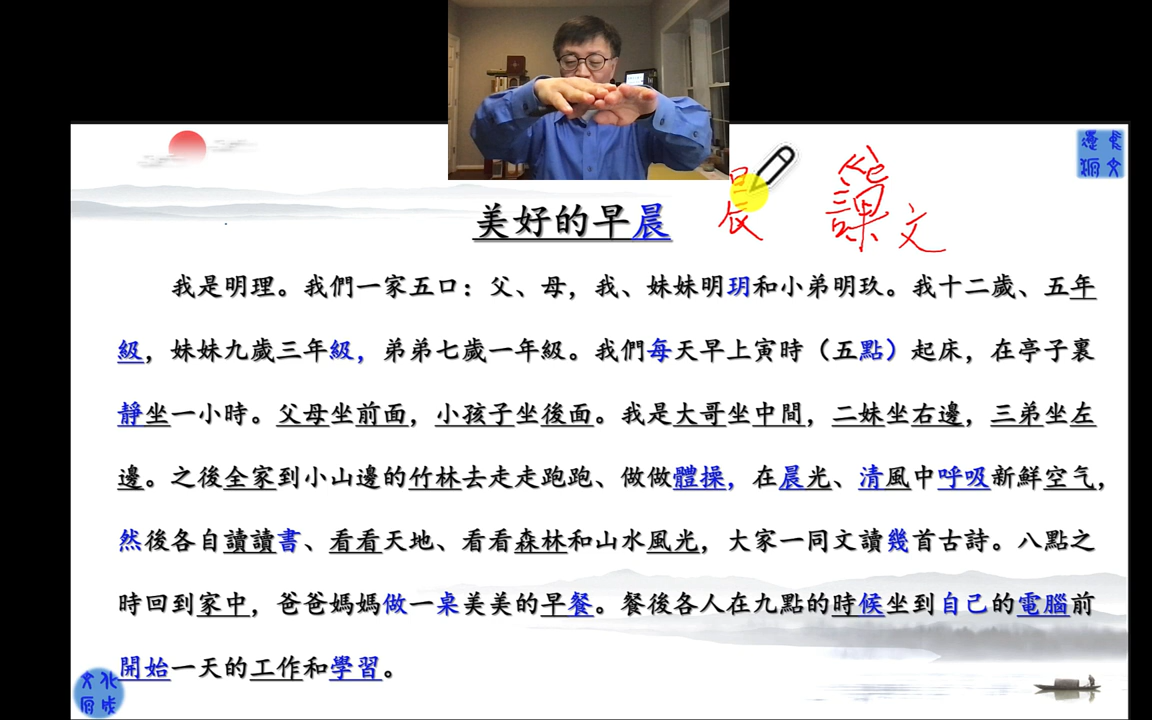 晨 課文
美好的早晨
我是明理。我們一家五口：父、母，我、妹妹明玥和小弟明玖。我十二歲、五年
級，妹妹九歲三年級，弟弟七歲一年級。我們每天早上寅時（五點）起床，在亭子裏
靜坐一小時。父母坐前面，小孩子坐後面。我是大哥坐中間，二妹坐右邊，三弟坐左
邊。之後全家到小山邊的竹林去走走跑跑、做做體操，在晨光、清風中呼吸新鮮空气，
然後各自讀讀書、看看天地、看看森林和山水風光，大家一同文讀幾首古詩。八點之
時回到家中，爸爸媽媽做一桌美美的早餐。餐後各人在九點的時候坐到自己的電腦前
開始一天的工作和學習。